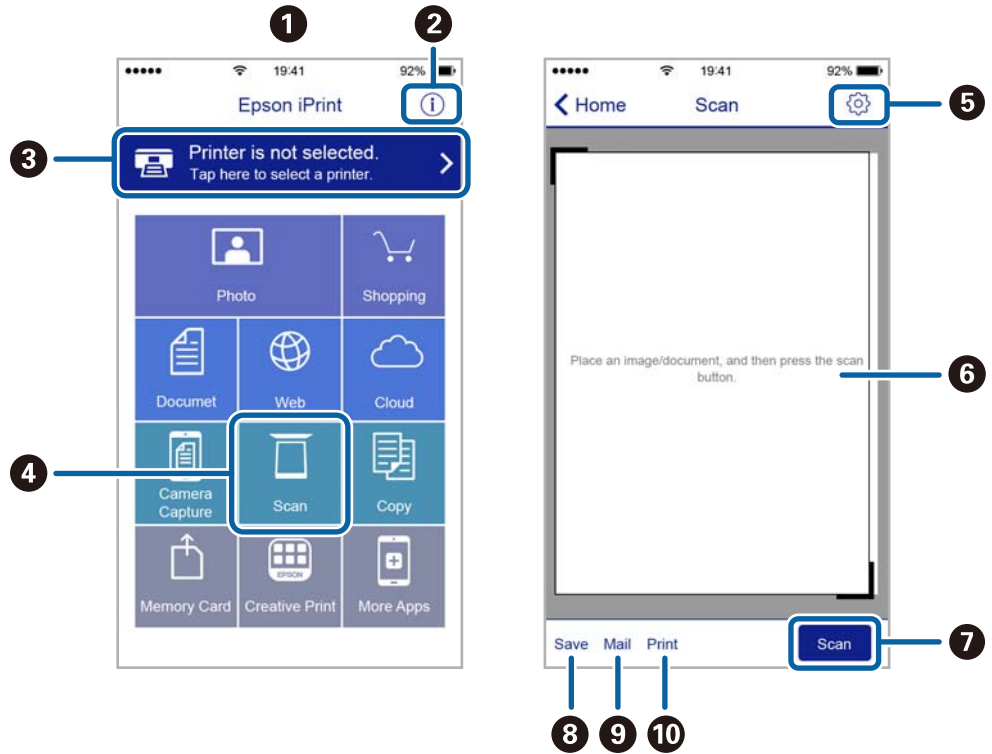 1
2
19:41
92%
Epson iPrint
i
3
Printer is not selected.
Tap here to select a printer.
Photo
Shopping
Documet
Web
Cloud
4
Camera
Capture
Scan
Copy
EPSON
Memory Card
Creative Print
More Apps
19:41
92%
Home
Scan
5
Place an image/document, and then press the scan
button.
6
Save Mail Print
Scan
7
8
9
10